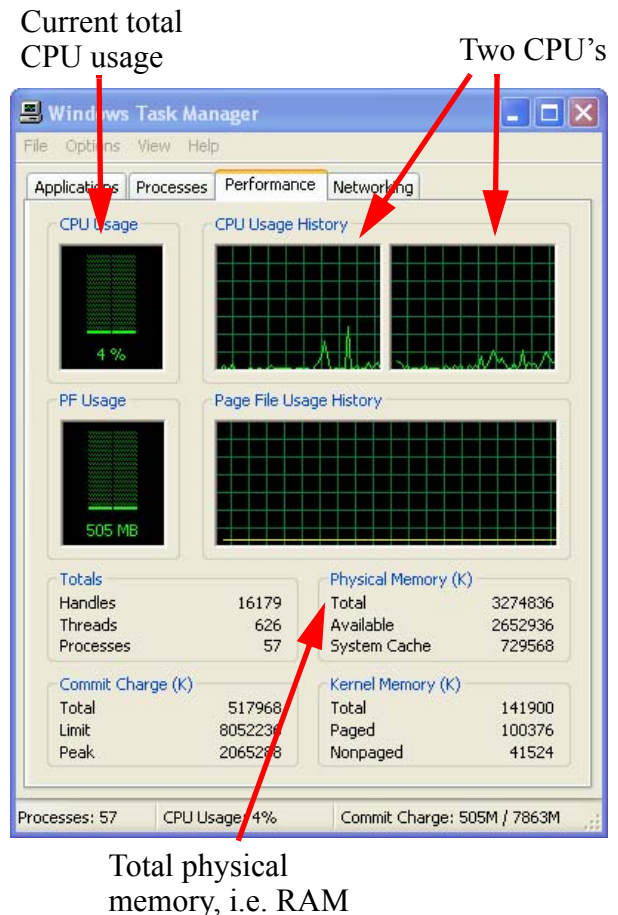 Current total
CPU usage
Two CPU’s
Windows Task Manager
File Options View Help
Applications Processes Performance Networking
CPU Usage
CPU Usage History
4 %
PF Usage
Page File Usage History
505 MB
Totals
Handles 16179
Threads 626
Processes 57
Physical Memory (K)
Total 3274836
Available 2652936
System Cache 729568
Commit Charge (K)
Total 517968
Limit 8052236
Peak 2065288
Kernel Memory (K)
Total 141900
Paged 100376
Nonpaged 41524
Processes: 57 CPU Usage: 4% Commit Charge: 505M / 7863M
Total physical
memory, i.e. RAM